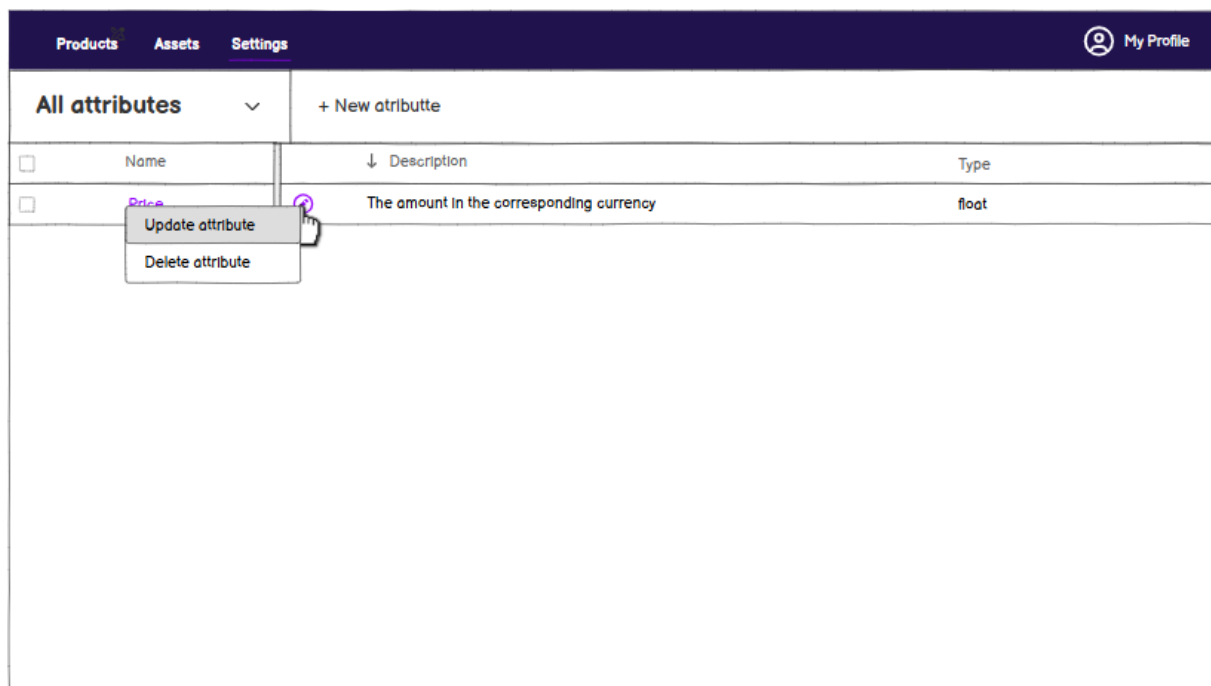 Products Assets Settings My Profile
All attributes + New atributte
Name ↓ Description Type
Price The amount in the corresponding currency float
Update attribute
Delete attribute